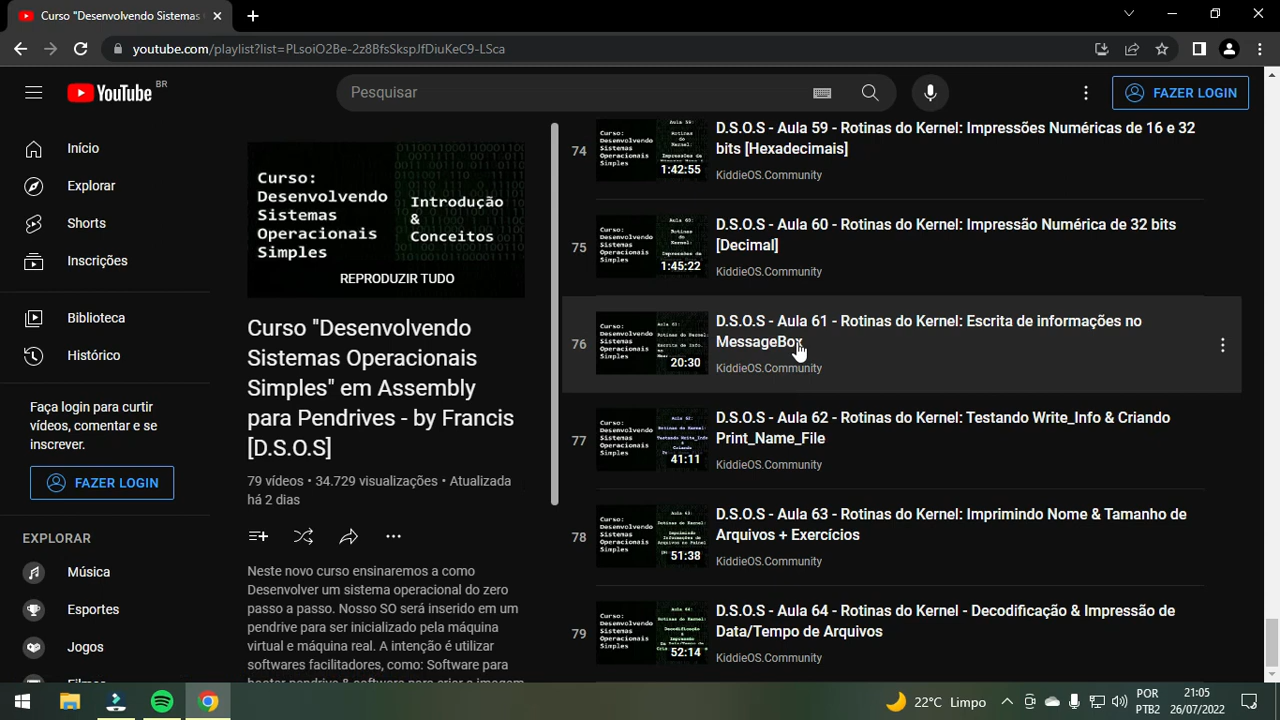 Curso "Desenvolvendo Sistemas
youtube.com/playlist?list=PLsoiO2Be-2z8BfsSkspJfDiuKeC9-LSca
YouTube BR
Pesquisar
FAZER LOGIN
Início
Explorar
Shorts
Inscrições
Biblioteca
Histórico
Faça login para curtir
vídeos, comentar e se
inscrever.
FAZER LOGIN
EXPLORAR
Música
Esportes
Jogos
Filmes
Curso:
Desenvolvendo
Sistemas
Operacionais
Simples
Introdução
&
Conceitos
REPRODUZIR TUDO
Curso "Desenvolvendo
Sistemas Operacionais
Simples" em Assembly
para Pendrives - by Francis
[D.S.O.S]
79 vídeos • 34.729 visualizações • Atualizada
há 2 dias
Neste novo curso ensinaremos a como
Desenvolver um sistema operacional do zero
passo a passo. Nosso SO será inserido em um
pendrive para ser inicializado pela máquina
virtual e máquina real. A intenção é utilizar
softwares facilitadores, como: Software para
bootar pendrive & software para criar a imagem
74
1:42:55
D.S.O.S - Aula 59 - Rotinas do Kernel: Impressões Numéricas de 16 e 32
bits [Hexadecimais]
KiddieOS.Community
75
1:45:22
D.S.O.S - Aula 60 - Rotinas do Kernel: Impressão Numérica de 32 bits
[Decimal]
KiddieOS.Community
76
20:30
D.S.O.S - Aula 61 - Rotinas do Kernel: Escrita de informações no
MessageBox
KiddieOS.Community
77
41:11
D.S.O.S - Aula 62 - Rotinas do Kernel: Testando Write_Info & Criando
Print_Name_File
KiddieOS.Community
78
51:38
D.S.O.S - Aula 63 - Rotinas do Kernel: Imprimindo Nome & Tamanho de
Arquivos + Exercícios
KiddieOS.Community
79
52:14
D.S.O.S - Aula 64 - Rotinas do Kernel - Decodificação & Impressão de
Data/Tempo de Arquivos
KiddieOS.Community
22°C Limpo
POR
PTB2
21:05
26/07/2022